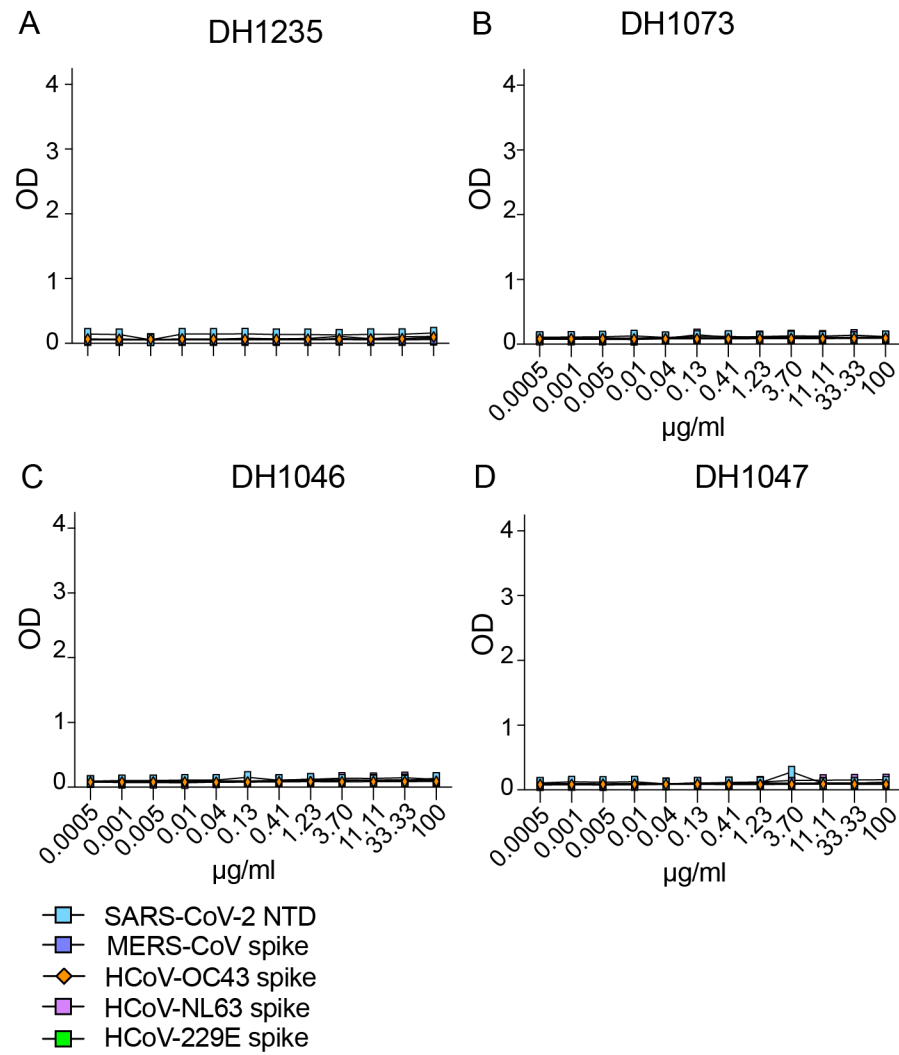 A
DH1235
B
DH1073
OD
4
3
2
1
0
OD
4
3
2
1
0
0.0005
0.001
0.005
0.01
0.04
0.13
0.41
1.23
3.70
11.11
33.33
100
µg/ml
C
DH1046
D
DH1047
OD
4
3
2
1
0
0.0005
0.001
0.005
0.01
0.04
0.13
0.41
1.23
3.70
11.11
33.33
100
µg/ml
OD
4
3
2
1
0
0.0005
0.001
0.005
0.01
0.04
0.13
0.41
1.23
3.70
11.11
33.33
100
µg/ml
SARS-CoV-2 NTD
MERS-CoV spike
HCoV-OC43 spike
HCoV-NL63 spike
HCoV-229E spike